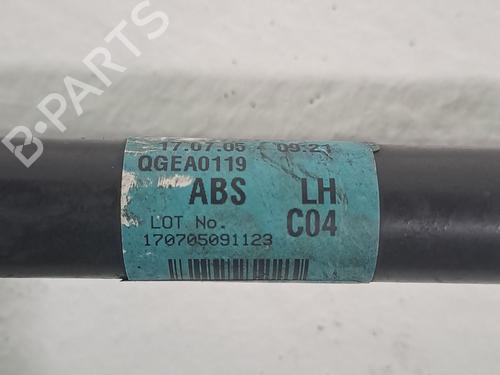 B-PARTS
17.07.05 09:21
QGEA0119
ABS LH
LOT No. C04
170705091123